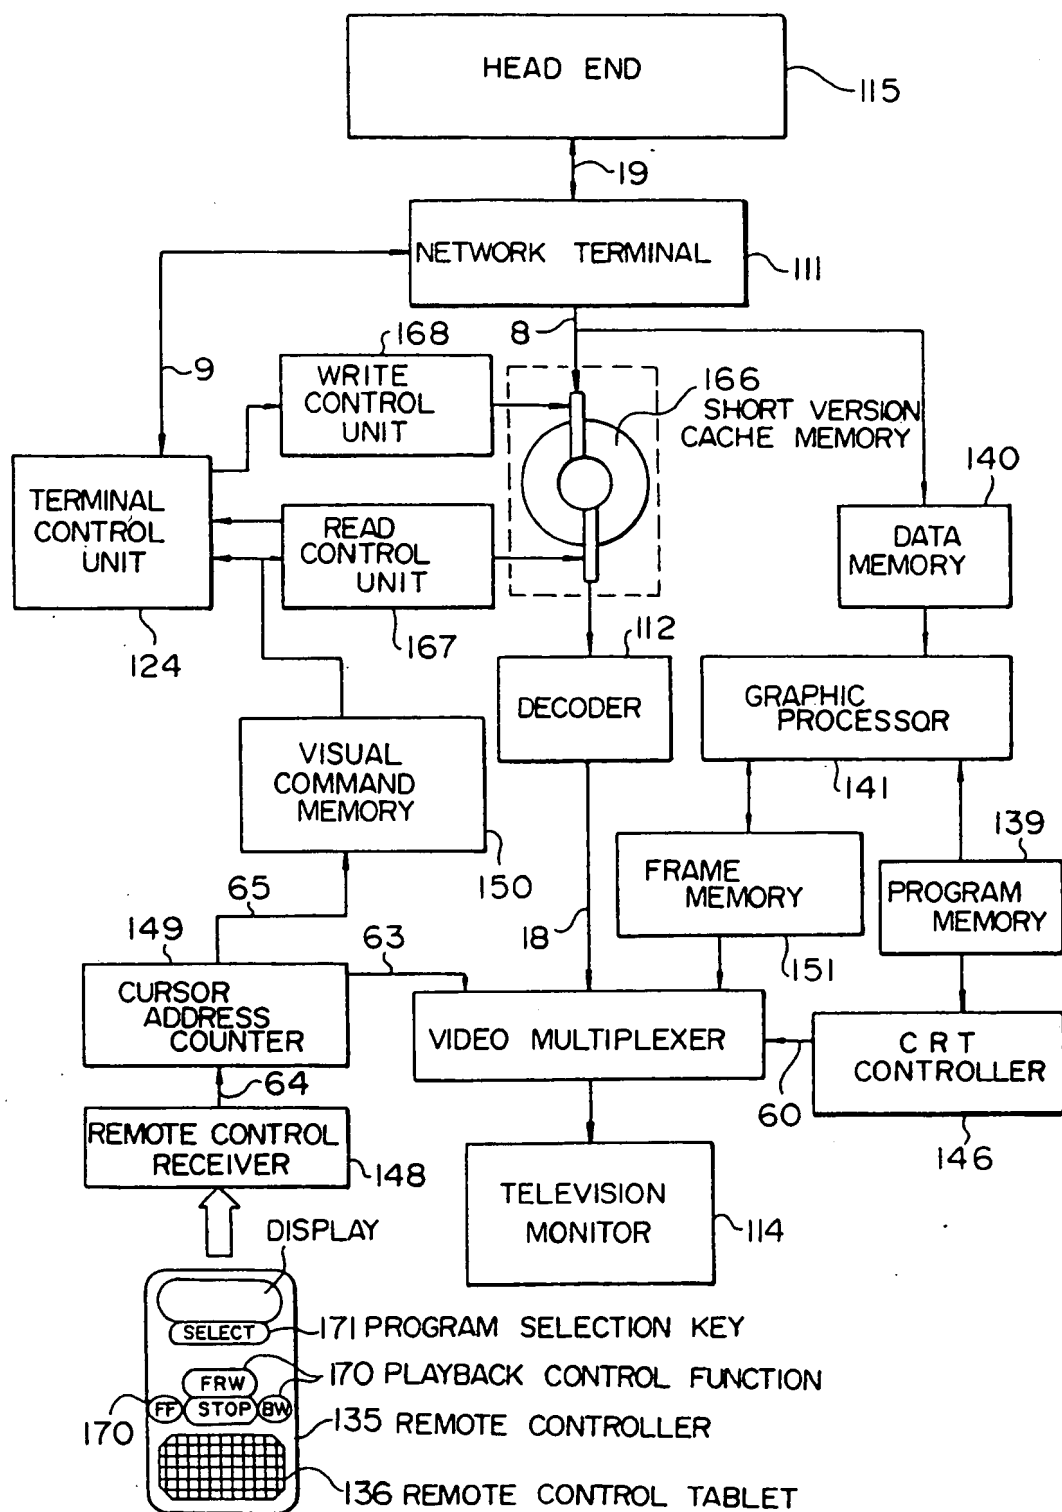 HEAD END
115
19
NETWORK TERMINAL
111
8
168
9
WRITE
CONTROL
UNIT
166
SHORT VERSION
CACHE MEMORY
140
TERMINAL
CONTROL
UNIT
READ
CONTROL
UNIT
DATA
MEMORY
124
167
112
DECODER
GRAPHIC
PROCESSOR
VISUAL
COMMAND
MEMORY
141
139
150
FRAME
MEMORY
PROGRAM
MEMORY
65
149
63
18
151
CURSOR
ADDRESS
COUNTER
VIDEO MULTIPLEXER
CRT
CONTROLLER
64
60
REMOTE CONTROL
RECEIVER
148
146
TELEVISION
MONITOR
114
DISPLAY
SELECT
171 PROGRAM SELECTION KEY
FRW
170 PLAYBACK CONTROL FUNCTION
FF STOP BW
170
135 REMOTE CONTROLLER
136 REMOTE CONTROL TABLET